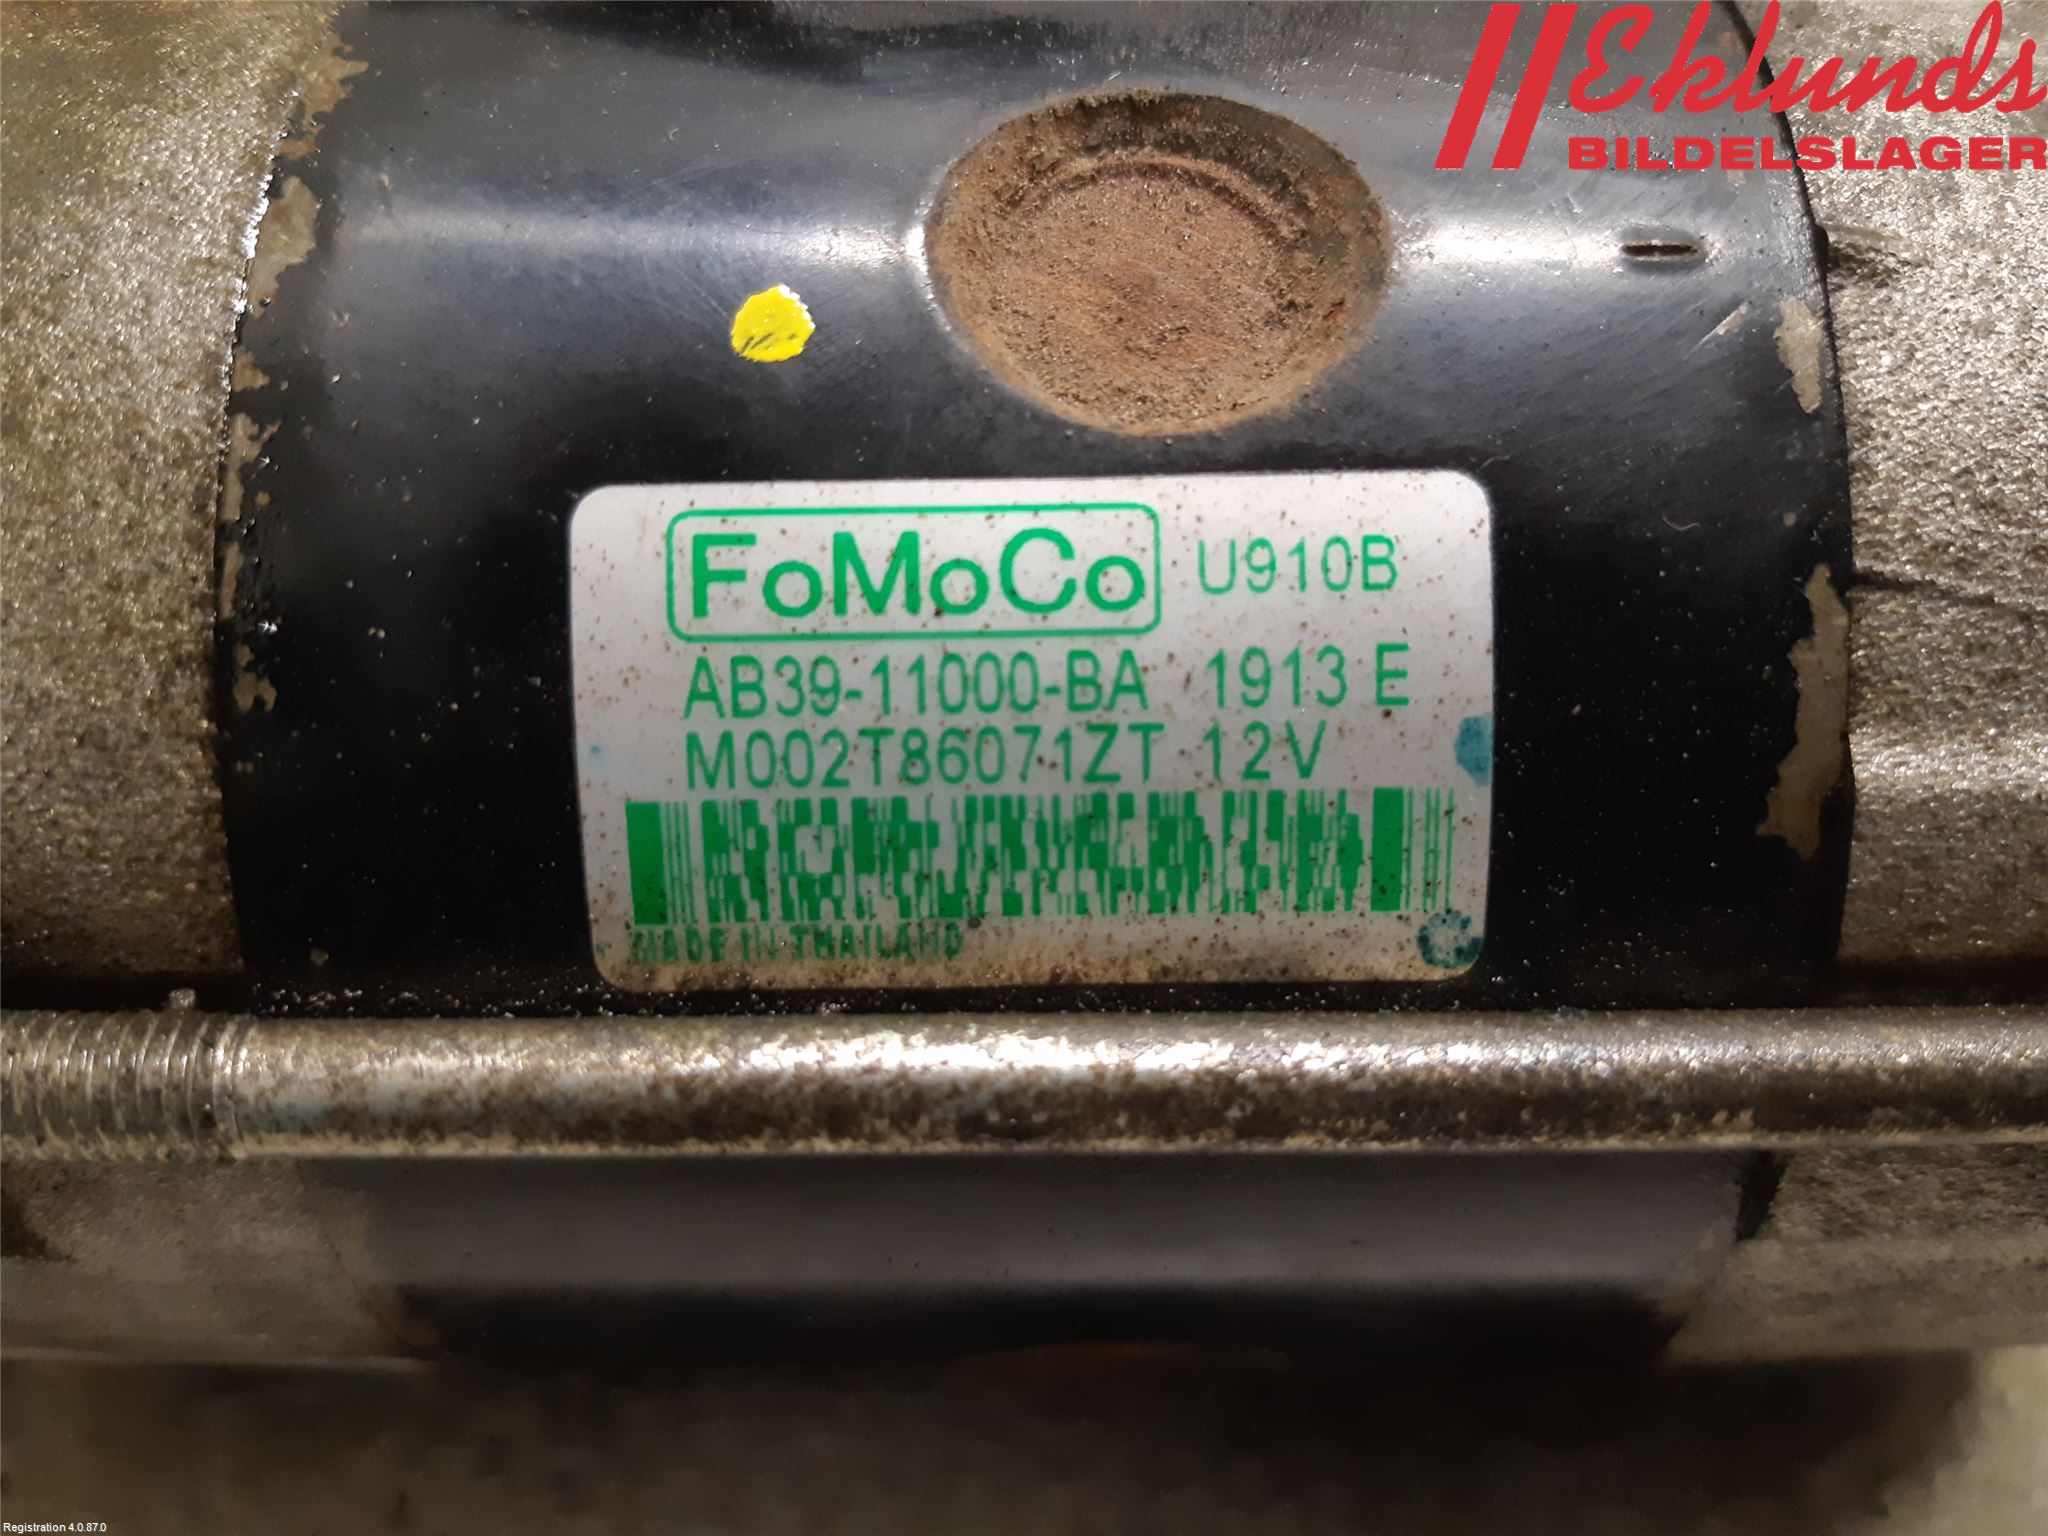 Eklunds
BILDELSLAGER
FoMoCo U910B
AB39-11000-BA 1913 E
M002T86071ZT 12V
MADE IN THAILAND
Registration 4.0.87.0